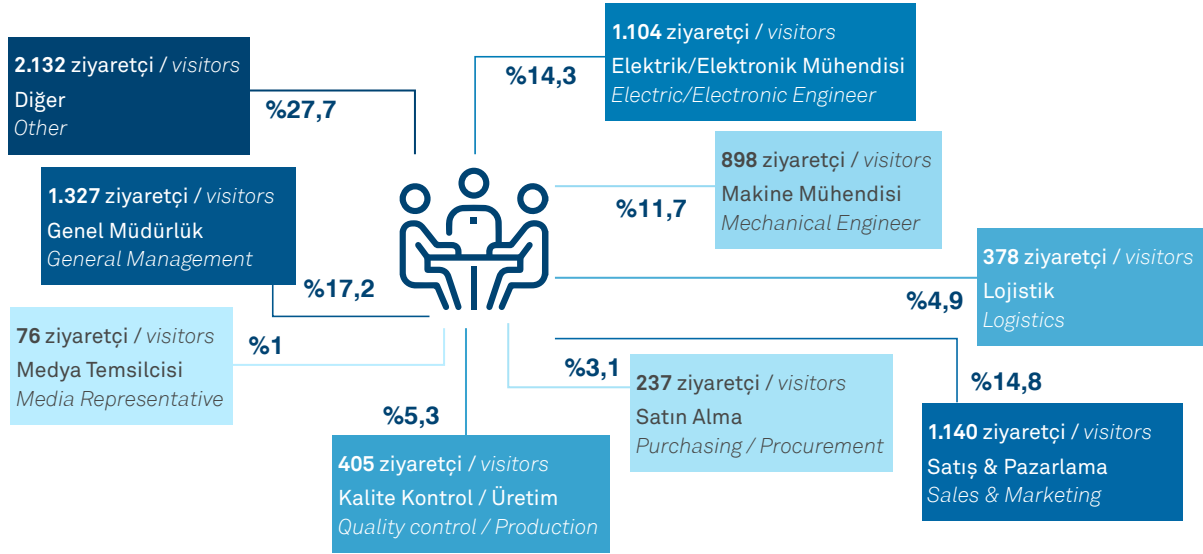 2.132 ziyaretçi / visitors
Diğer
Other
%27,7
1.104 ziyaretçi / visitors
Elektrik/Elektronik Mühendisi
Electric/Electronic Engineer
%14,3
898 ziyaretçi / visitors
Makine Mühendisi
Mechanical Engineer
%11,7
1.327 ziyaretçi / visitors
Genel Müdürlük
General Management
%17,2
378 ziyaretçi / visitors
Lojistik
Logistics
%4,9
76 ziyaretçi / visitors
Medya Temsilcisi
Media Representative
%1
%3,1
237 ziyaretçi / visitors
Satın Alma
Purchasing / Procurement
%14,8
1.140 ziyaretçi / visitors
Satış & Pazarlama
Sales & Marketing
%5,3
405 ziyaretçi / visitors
Kalite Kontrol / Üretim
Quality control / Production